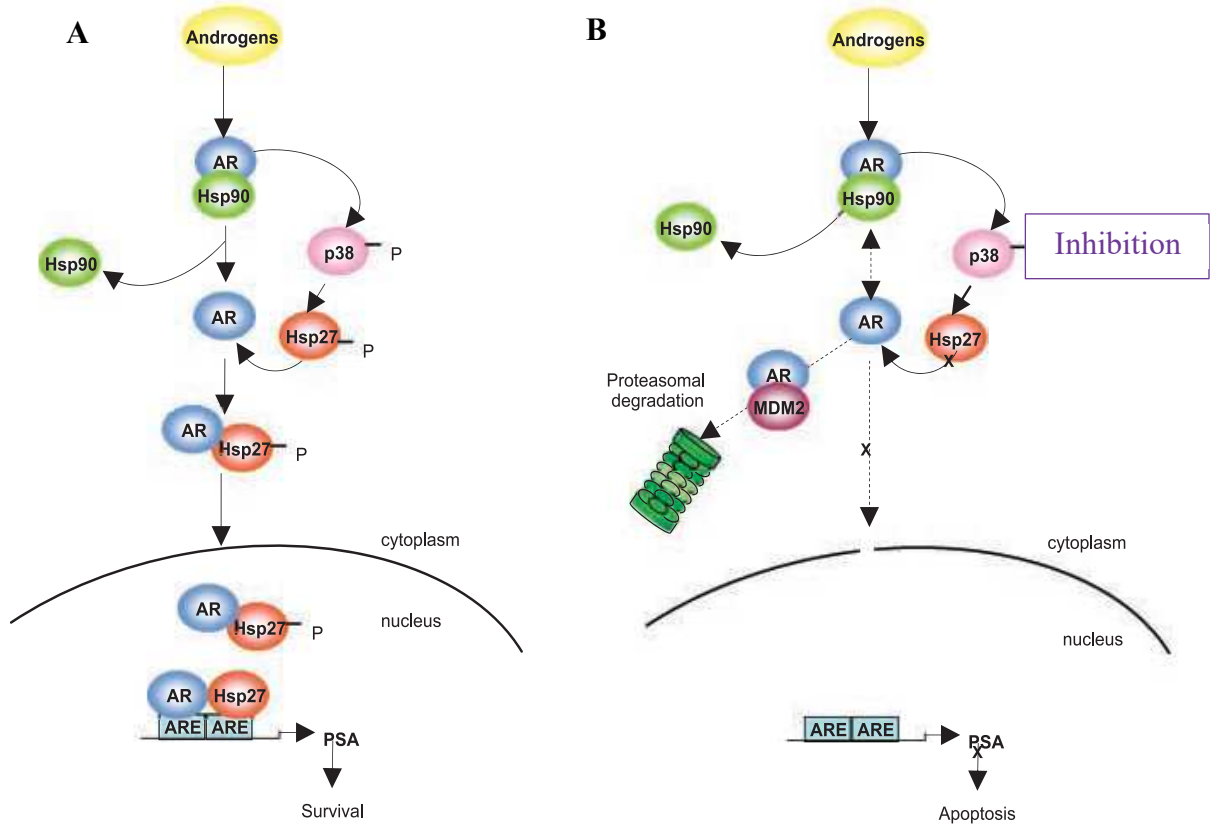 A
Androgens
AR
Hsp90
Hsp90
p38
P
AR
Hsp27
P
AR
Hsp27
P
cytoplasm
nucleus
AR
Hsp27
P
AR
Hsp27
ARE
ARE
PSA
Survival
B
Androgens
AR
Hsp90
Hsp90
p38
Inhibition
AR
Hsp27
X
Proteasomal
degradation
AR
MDM2
X
cytoplasm
nucleus
ARE
ARE
PSA
X
Apoptosis